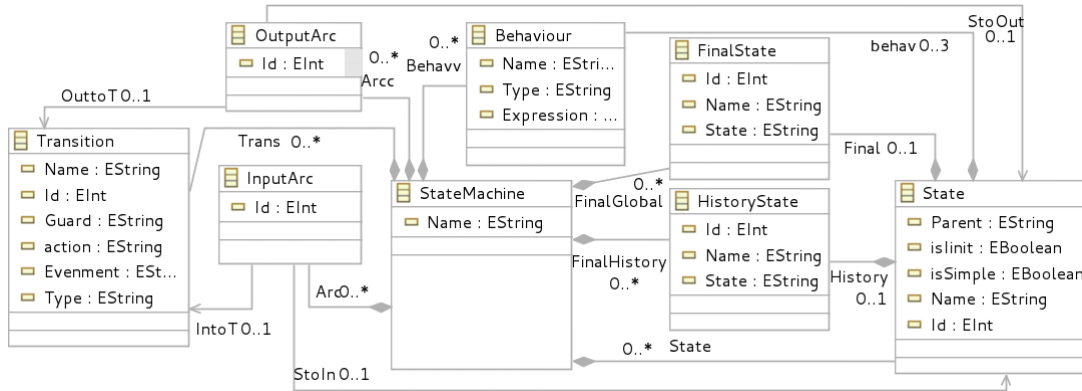 OutputArc
Id : EInt
0..*
Arcc
0..*
Behavv
Behaviour
Name : EStri...
Type : EString
Expression : ...
FinalState
Id : EInt
Name : EString
State : EString
behav 0..3
StoOut
0..1
OuttoT 0..1
Transition
Name : EString
Id : EInt
Guard : EString
action : EString
Evenment : ESt...
Type : EString
Trans 0..*
InputArc
Id : EInt
StateMachine
Name : EString
Final 0..1
0..*
FinalGlobal
HistoryState
Id : EInt
Name : EString
State : EString
FinalHistory
0..*
History
0..1
State
Parent : EString
isIinit : EBoolean
isSimple : EBoolean
Name : EString
Id : EInt
Arc 0..*
IntoT 0..1
0..* State
StoIn 0..1